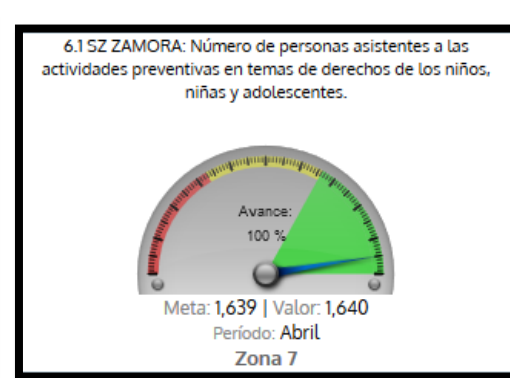 6.1 SZ ZAMORA: Número de personas asistentes a las
actividades preventivas en temas de derechos de los niños,
niñas y adolescentes.
Avance:
100 %
Meta: 1,639 | Valor: 1,640
Período: Abril
Zona 7